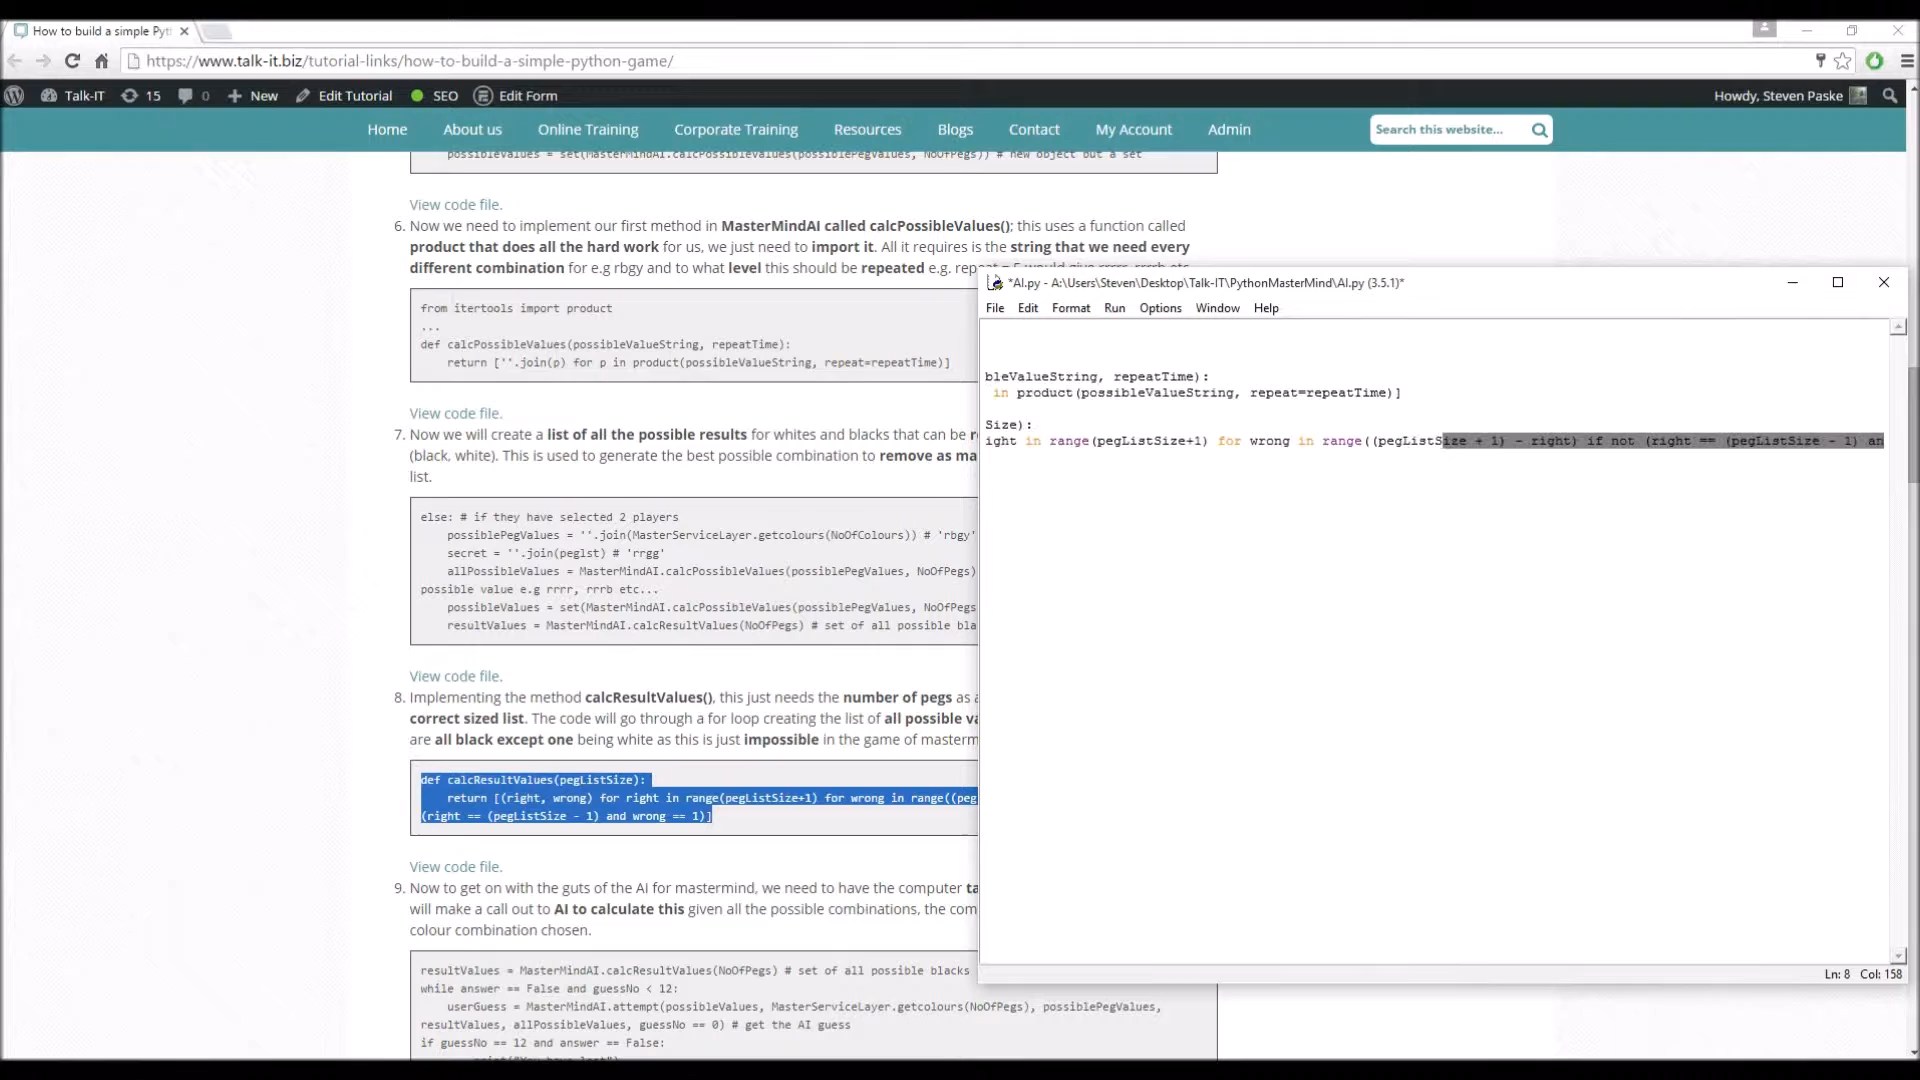 How to build a simple Pyt
https://www.talk-it.biz/tutorial-links/how-to-build-a-simple-python-game/
Talk-IT 15 0 New Edit Tutorial SEO Edit Form Howdy, Steven Paske
Home About us Online Training Corporate Training Resources Blogs Contact My Account Admin Search this website...
possibleValues = set(MasterMindAI.calcPossibleValues(possiblePegValues, NoOfPegs)) # new object but a set
View code file.
6. Now we need to implement our first method in MasterMindAI called calcPossibleValues(); this uses a function called
product that does all the hard work for us, we just need to import it. All it requires is the string that we need every
different combination for e.g rbgy and to what level this should be repeated e.g. repeat = 5 would give rrrrr, rrrrb etc
from itertools import product
...
def calcPossibleValues(possibleValueString, repeatTime):
return [''.join(p) for p in product(possibleValueString, repeat=repeatTime)]
View code file.
7. Now we will create a list of all the possible results for whites and blacks that can be r
(black, white). This is used to generate the best possible combination to remove as ma
list.
else: # if they have selected 2 players
possiblePegValues = ''.join(MasterServiceLayer.getcolours(NoOfColours)) # 'rbgy'
secret = ''.join(peglst) # 'rrgg'
allPossibleValues = MasterMindAI.calcPossibleValues(possiblePegValues, NoOfPegs)
possible value e.g rrrr, rrrb etc...
possibleValues = set(MasterMindAI.calcPossibleValues(possiblePegValues, NoOfPegs
resultValues = MasterMindAI.calcResultValues(NoOfPegs) # set of all possible bla
View code file.
8. Implementing the method calcResultValues(), this just needs the number of pegs as a
correct sized list. The code will go through a for loop creating the list of all possible va
are all black except one being white as this is just impossible in the game of masterm
def calcResultValues(pegListSize):
return [(right, wrong) for right in range(pegListSize+1) for wrong in range((peg
(right == (pegListSize - 1) and wrong == 1)]
View code file.
9. Now to get on with the guts of the AI for mastermind, we need to have the computer ta
will make a call out to AI to calculate this given all the possible combinations, the com
colour combination chosen.
resultValues = MasterMindAI.calcResultValues(NoOfPegs) # set of all possible blacks
while answer == False and guessNo < 12:
userGuess = MasterMindAI.attempt(possibleValues, MasterServiceLayer.getcolours(NoOfPegs), possiblePegValues,
resultValues, allPossibleValues, guessNo == 0) # get the AI guess
if guessNo == 12 and answer == False:
*AI.py - A:\Users\Steven\Desktop\Talk-IT\PythonMasterMind\AI.py (3.5.1)*
File Edit Format Run Options Window Help
bleValueString, repeatTime):
in product(possibleValueString, repeat=repeatTime)]
Size):
ight in range(pegListSize+1) for wrong in range((pegListSize + 1) - right) if not (right == (pegListSize - 1) an
Ln: 8 Col: 158